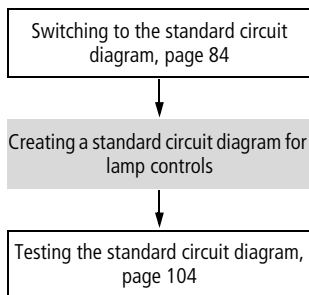 Switching to the standard circuit
diagram, page 84
Creating a standard circuit diagram for
lamp controls
Testing the standard circuit diagram,
page 104